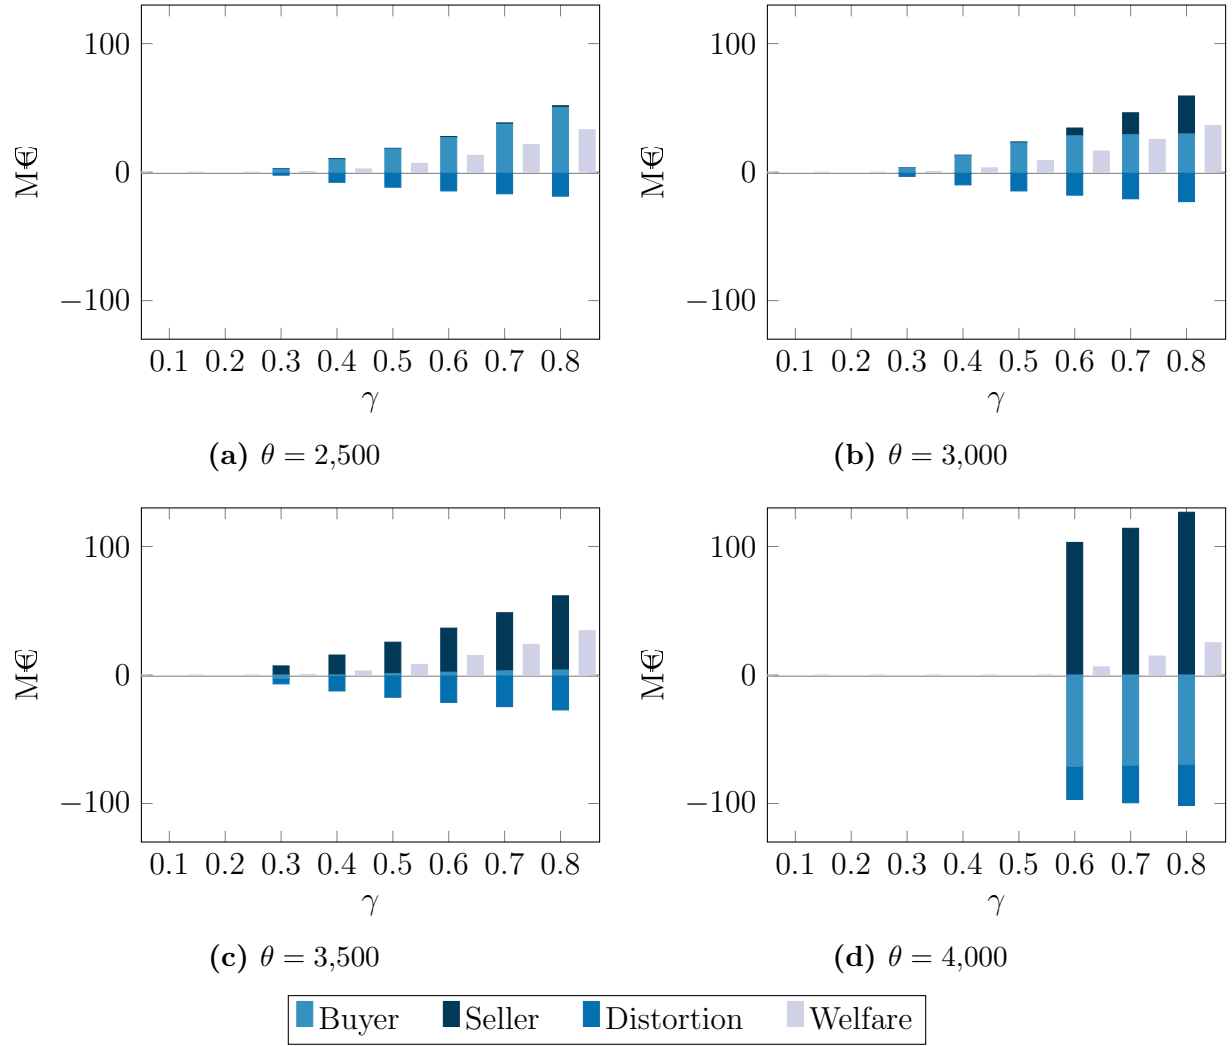 100
0
−100
M€
0.1 0.2 0.3 0.4 0.5 0.6 0.7 0.8
γ
(a) θ = 2,500
100
0
−100
M€
0.1 0.2 0.3 0.4 0.5 0.6 0.7 0.8
γ
(b) θ = 3,000
100
0
−100
M€
0.1 0.2 0.3 0.4 0.5 0.6 0.7 0.8
γ
(c) θ = 3,500
100
0
−100
M€
0.1 0.2 0.3 0.4 0.5 0.6 0.7 0.8
γ
(d) θ = 4,000
Buyer Seller Distortion Welfare